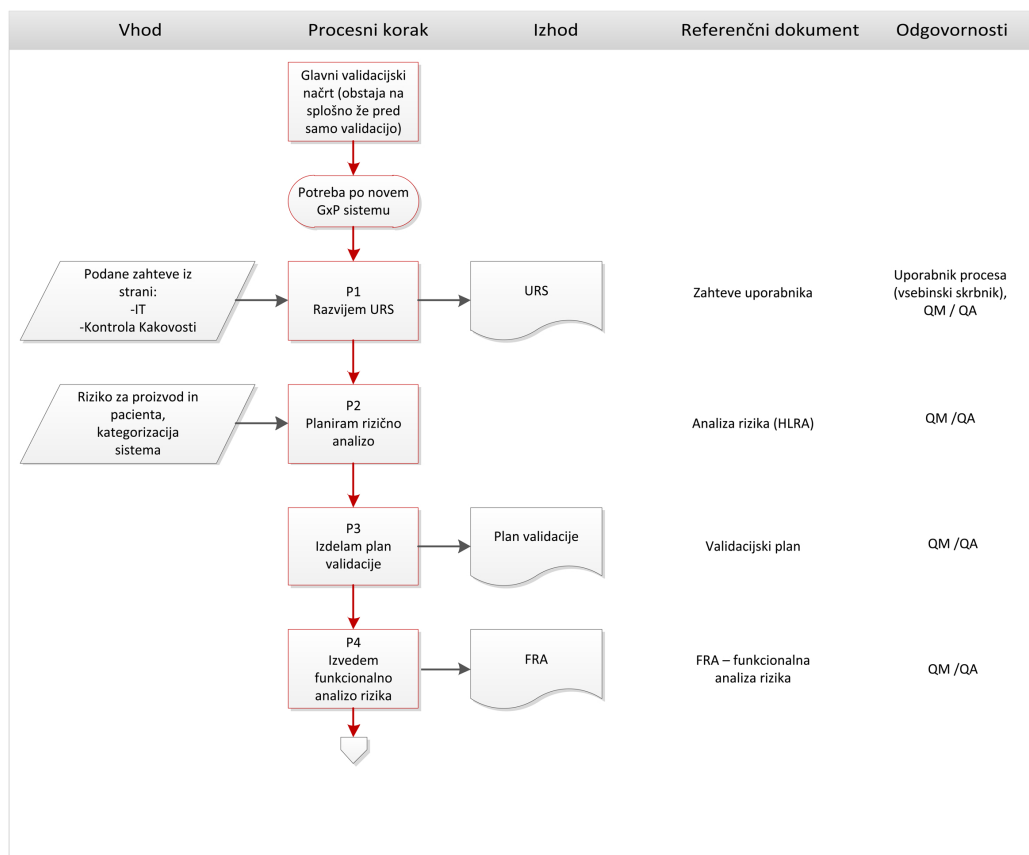 Vhod
Procesni korak
Izhod
Referenčni dokument
Odgovornosti
Glavni validacijski
načrt (obstaja na
splošno že pred
samo validacijo)
Potreba po novem
GxP sistemu
Podane zahteve iz
strani:
-IT
-Kontrola Kakovosti
P1
Razvijem URS
URS
Zahteve uporabnika
Uporabnik procesa
(vsebinski skrbnik),
QM / QA
Riziko za proizvod in
pacienta,
kategorizacija
sistema
P2
Planiram rizično
analizo
Analiza rizika (HLRA)
QM /QA
P3
Izdelam plan
validacije
Plan validacije
Validacijski plan
QM /QA
P4
Izvedem
funkcionalno
analizo rizika
FRA
FRA – funkcionalna
analiza rizika
QM /QA